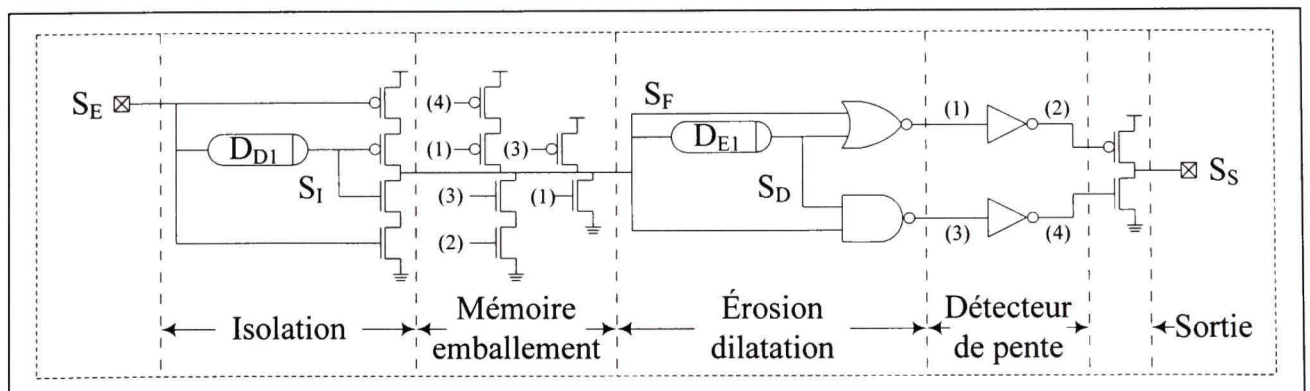 S_E
D_D1
S_I
(4)
(1)
(3)
(3)
(1)
(2)
S_F
D_E1
S_D
(1)
(2)
(3)
(4)
S_S
Isolation
Mémoire
emballement
Érosion
dilatation
Détecteur
de pente
Sortie